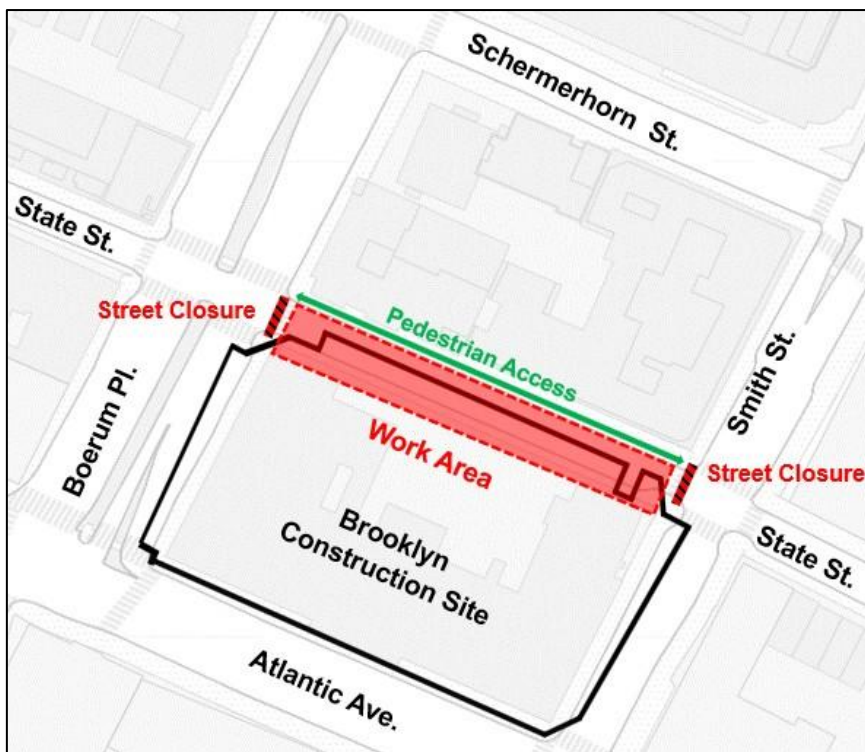 Schermerhorn St.
State St.
Street Closure
Pedestrian Access
Smith St.
Boerum Pl.
Work Area
Street Closure
Brooklyn
Construction Site
State St.
Atlantic Ave.